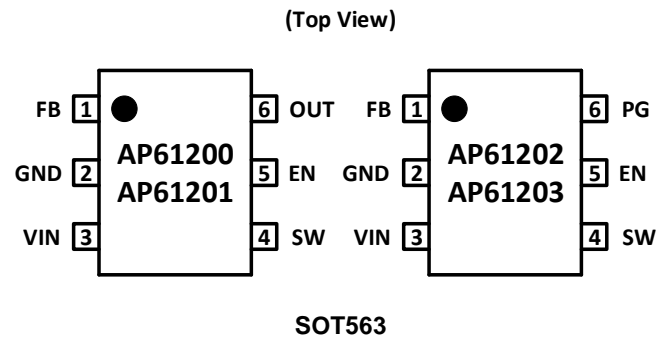 (Top View)
FB 1 6 OUT FB 1 6 PG
AP61200 AP61202
GND 2 5 EN GND 2 5 EN
AP61201 AP61203
VIN 3 4 SW VIN 3 4 SW
SOT563